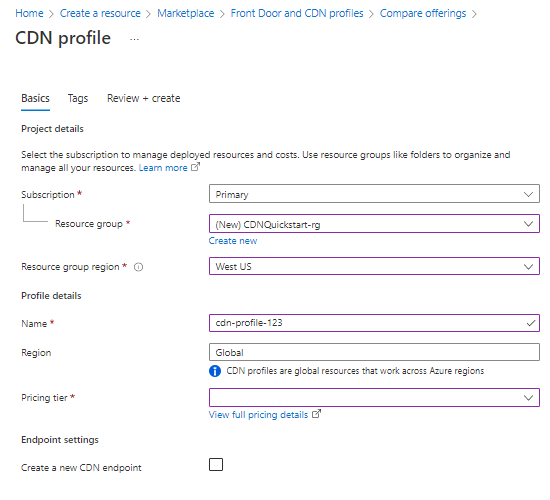 Home > Create a resource > Marketplace > Front Door and CDN profiles > Compare offerings >
CDN profile ...
Basics Tags Review + create
Project details
Select the subscription to manage deployed resources and costs. Use resource groups like folders to organize and
manage all your resources. Learn more
Subscription * Primary
Resource group * (New) CDNQuickstart-rg
Create new
Resource group region * West US
Profile details
Name * cdn-profile-123
Region Global
CDN profiles are global resources that work across Azure regions
Pricing tier *
View full pricing details
Endpoint settings
Create a new CDN endpoint